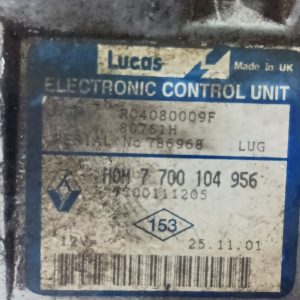 Lucas
Made in UK
ELECTRONIC CONTROL UNIT
R04080009F
80761H
SERIAL No 786968 LUG
HOM 7 700 104 956
7700111205
153
12V 25.11.01